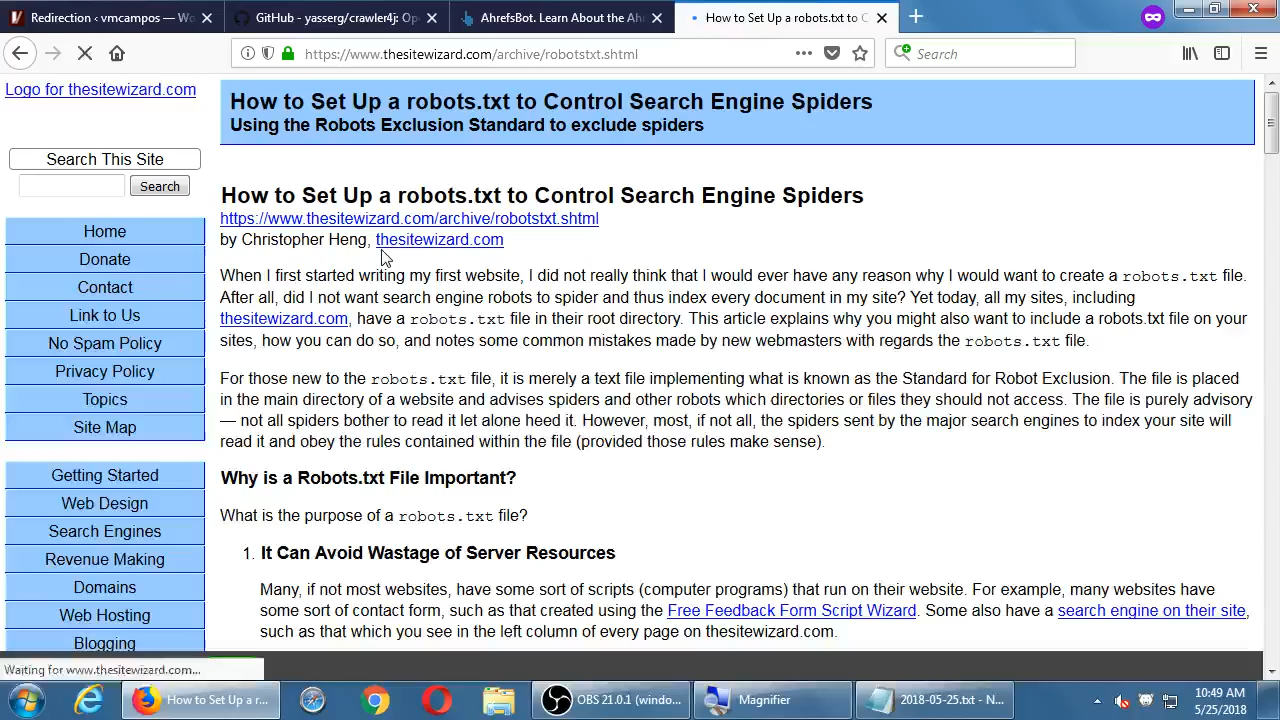 Redirection ‹ vmcampos — Wo
GitHub - yasserg/crawler4j: Op
AhrefsBot. Learn About the Ah
How to Set Up a robots.txt to C
https://www.thesitewizard.com/archive/robotstxt.shtml
Search
Logo for thesitewizard.com
Search This Site
Search
Home
Donate
Contact
Link to Us
No Spam Policy
Privacy Policy
Topics
Site Map
Getting Started
Web Design
Search Engines
Revenue Making
Domains
Web Hosting
Blogging
How to Set Up a robots.txt to Control Search Engine Spiders
Using the Robots Exclusion Standard to exclude spiders
How to Set Up a robots.txt to Control Search Engine Spiders
https://www.thesitewizard.com/archive/robotstxt.shtml
by Christopher Heng, thesitewizard.com
When I first started writing my first website, I did not really think that I would ever have any reason why I would want to create a robots.txt file.
After all, did I not want search engine robots to spider and thus index every document in my site? Yet today, all my sites, including
thesitewizard.com, have a robots.txt file in their root directory. This article explains why you might also want to include a robots.txt file on your
sites, how you can do so, and notes some common mistakes made by new webmasters with regards the robots.txt file.
For those new to the robots.txt file, it is merely a text file implementing what is known as the Standard for Robot Exclusion. The file is placed
in the main directory of a website and advises spiders and other robots which directories or files they should not access. The file is purely advisory
— not all spiders bother to read it let alone heed it. However, most, if not all, the spiders sent by the major search engines to index your site will
read it and obey the rules contained within the file (provided those rules make sense).
Why is a Robots.txt File Important?
What is the purpose of a robots.txt file?
1. It Can Avoid Wastage of Server Resources
Many, if not most websites, have some sort of scripts (computer programs) that run on their website. For example, many websites have
some sort of contact form, such as that created using the Free Feedback Form Script Wizard. Some also have a search engine on their site,
such as that which you see in the left column of every page on thesitewizard.com.
Waiting for www.thesitewizard.com...
How to Set Up a r...
OBS 21.0.1 (windo...
Magnifier
2018-05-25.txt - N...
10:49 AM
5/25/2018